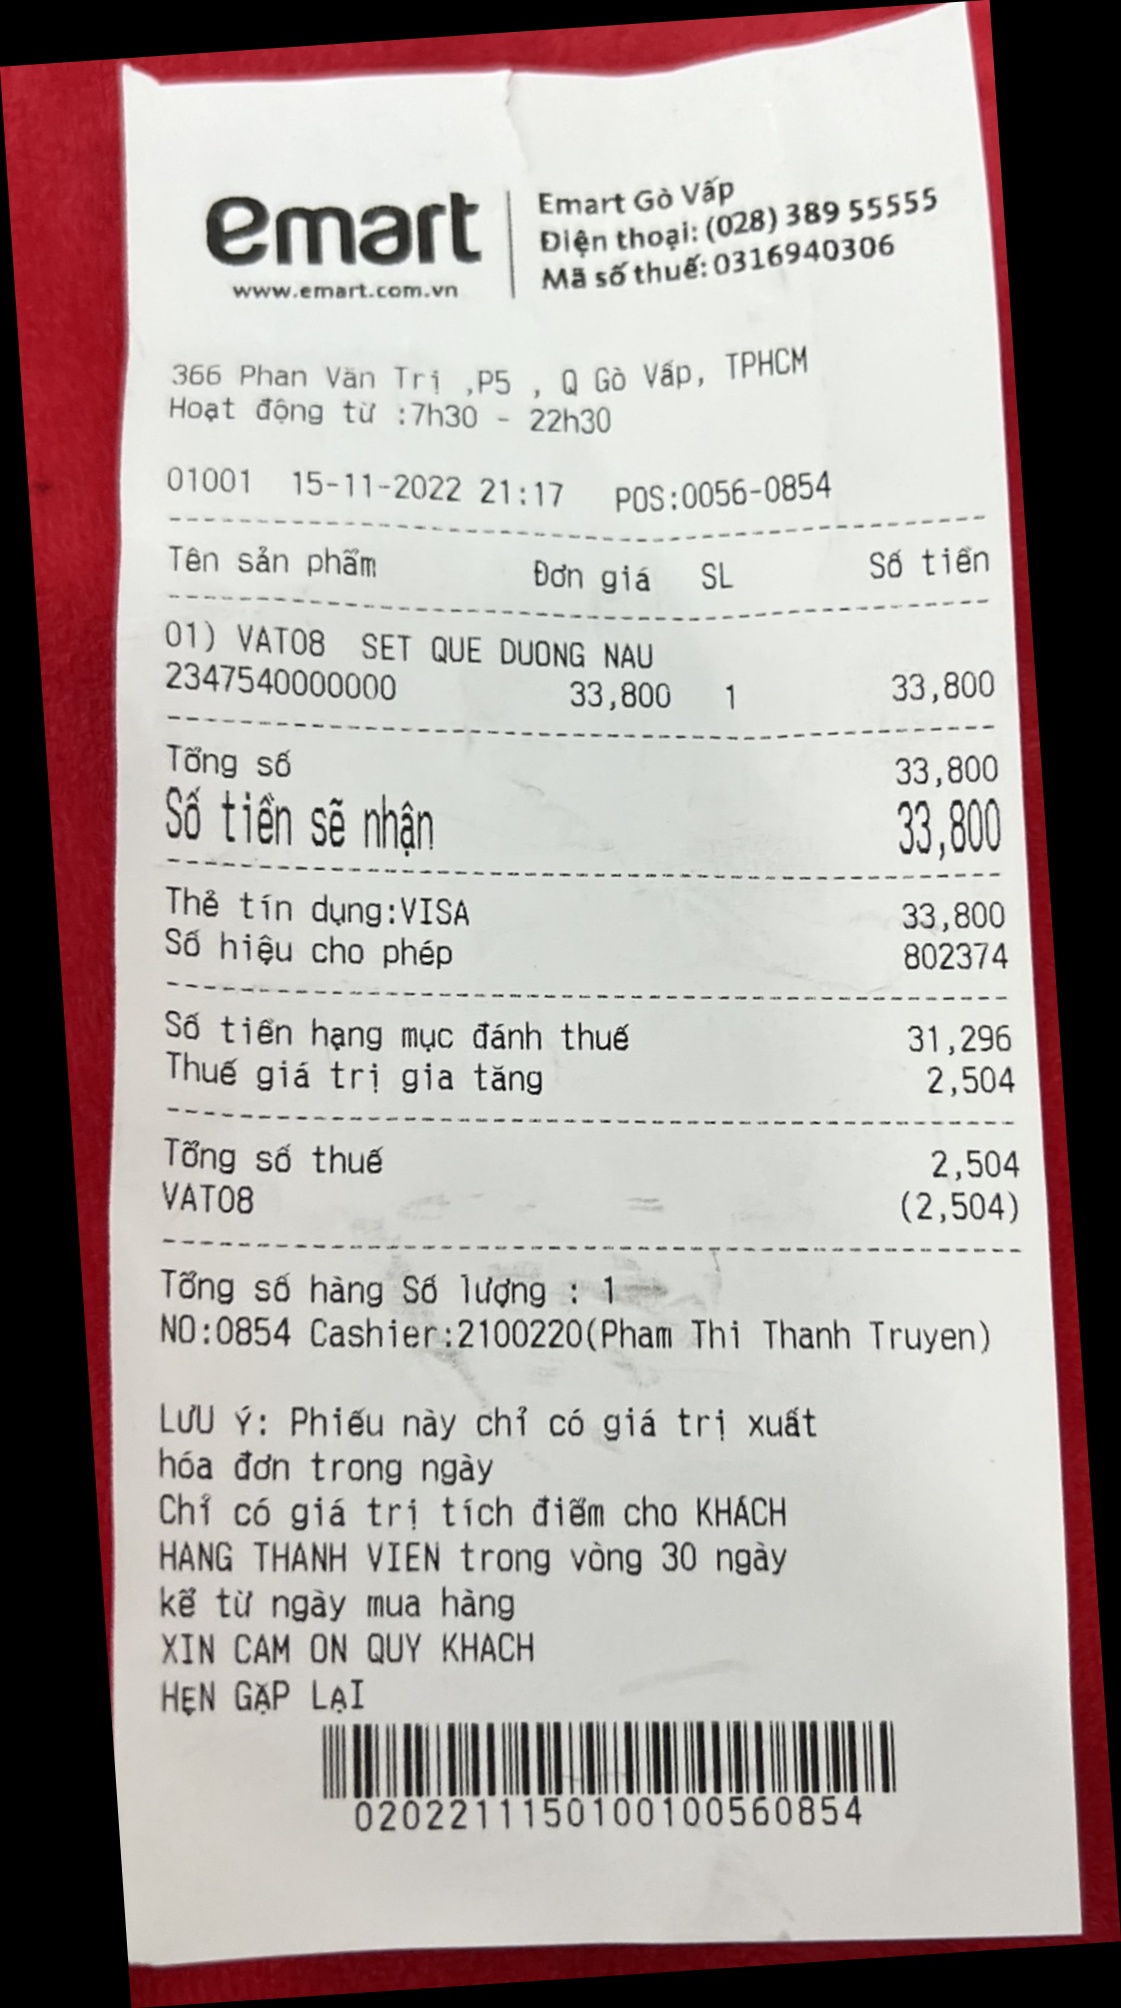 emart
www.emart.com.vn
Emart Gò Vấp
Điện thoại: (028) 389 55555
Mã số thuế: 0316940306
366 Phan Văn Trị ,P5 , Q Gò Vấp, TPHCM
Hoạt động từ :7h30 - 22h30
01001 15-11-2022 21:17 POS:0056-0854
Tên sản phẩm Đơn giá SL Số tiền
01) VAT08 SET QUE DUONG NAU
2347540000000 33,800 1 33,800
Tổng số 33,800
Số tiền sẽ nhận 33,800
Thẻ tín dụng:VISA 33,800
Số hiệu cho phép 802374
Số tiền hạng mục đánh thuế 31,296
Thuế giá trị gia tăng 2,504
Tổng số thuế 2,504
VAT08 (2,504)
Tổng số hàng Số lượng : 1
NO:0854 Cashier:2100220(Pham Thi Thanh Truyen)
LƯU Ý: Phiếu này chỉ có giá trị xuất
hóa đơn trong ngày
Chỉ có giá trị tích điểm cho KHÁCH
HANG THANH VIEN trong vòng 30 ngày
kể từ ngày mua hàng
XIN CAM ON QUY KHACH
HẸN GẶP LẠI
0202211150100100560854